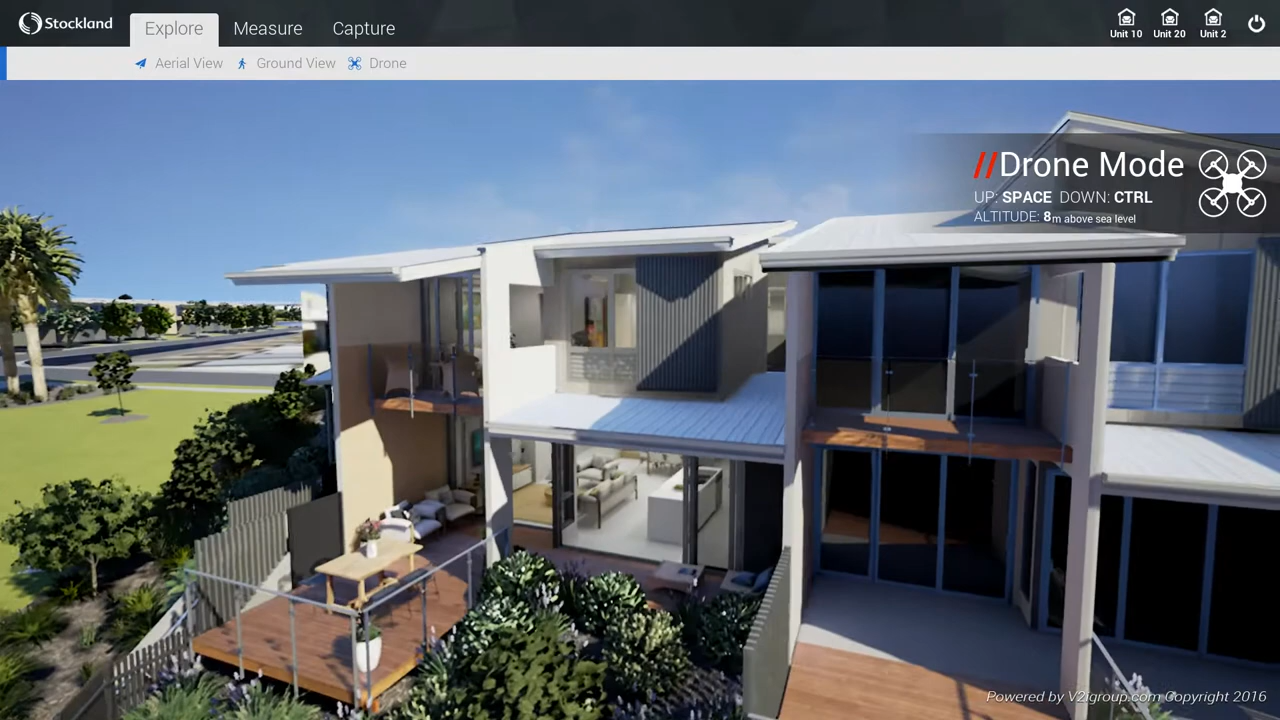 Stockland
Explore Measure Capture
Unit 10 Unit 20 Unit 2
Aerial View Ground View Drone
//Drone Mode
UP: SPACE DOWN: CTRL
ALTITUDE: 8m above sea level
Powered by V2igroup.com Copyright 2016